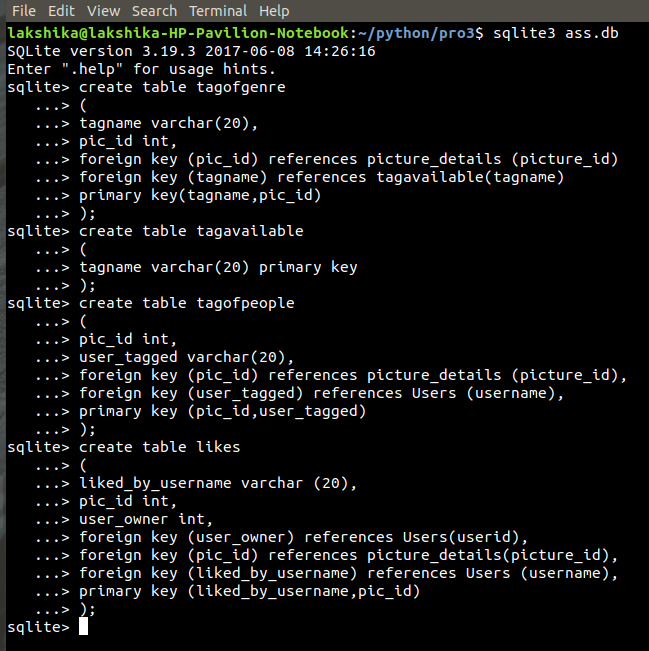 File Edit View Search Terminal Help
lakshika@lakshika-HP-Pavilion-Notebook:~/python/pro3$ sqlite3 ass.db
SQLite version 3.19.3 2017-06-08 14:26:16
Enter ".help" for usage hints.
sqlite> create table tagofgenre
   ...> (
   ...> tagname varchar(20),
   ...> pic_id int,
   ...> foreign key (pic_id) references picture_details (picture_id)
   ...> foreign key (tagname) references tagavailable(tagname)
   ...> primary key(tagname,pic_id)
   ...> );
sqlite> create table tagavailable
   ...> (
   ...> tagname varchar(20) primary key
   ...> );
sqlite> create table tagofpeople
   ...> (
   ...> pic_id int,
   ...> user_tagged varchar(20),
   ...> foreign key (pic_id) references picture_details (picture_id),
   ...> foreign key (user_tagged) references Users (username),
   ...> primary key (pic_id,user_tagged)
   ...> );
sqlite> create table likes
   ...> (
   ...> liked_by_username varchar (20),
   ...> pic_id int,
   ...> user_owner int,
   ...> foreign key (user_owner) references Users(userid),
   ...> foreign key (pic_id) references picture_details(picture_id),
   ...> foreign key (liked_by_username) references Users (username),
   ...> primary key (liked_by_username,pic_id)
   ...> );
sqlite>